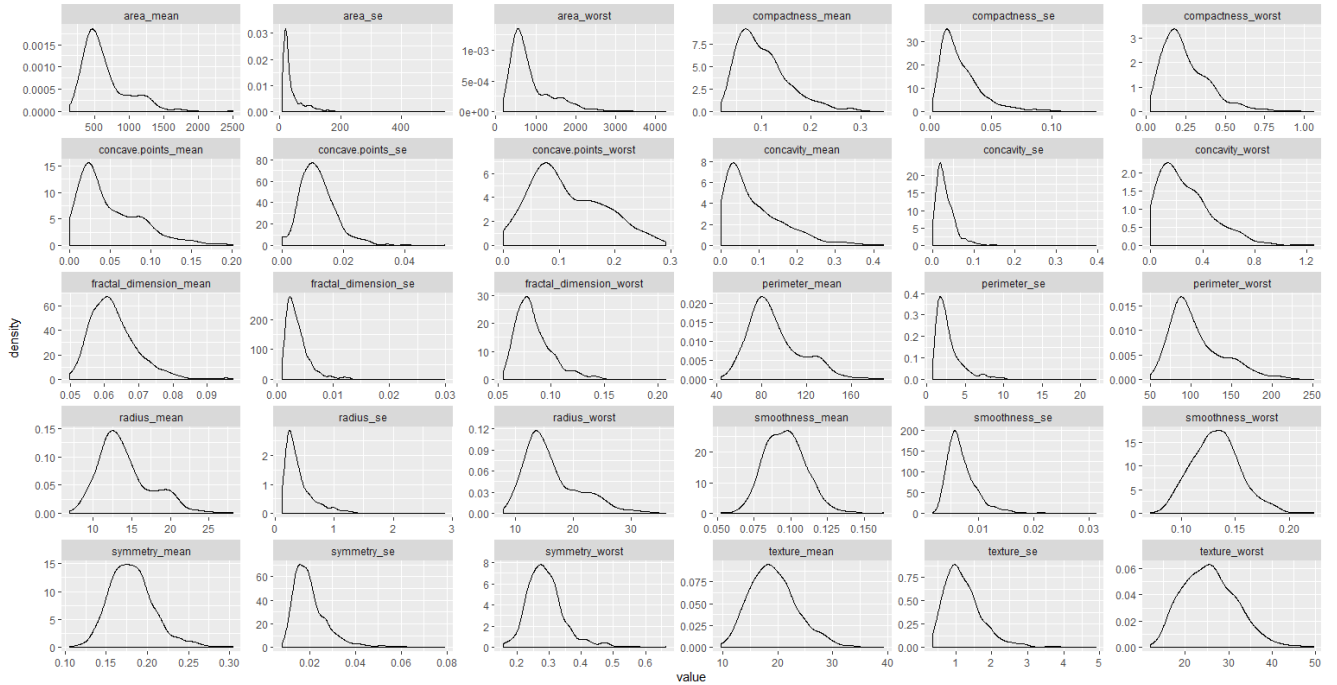 area_mean area_se area_worst compactness_mean compactness_se compactness_worst
0.0015 0.03 1e-03 7.5 30 3
0.0010 0.02 5e-04 5.0 20 2
0.0005 0.01 0e+00 2.5 10 1
0.0000 0.00 0.0 0 0
500 1000 1500 2000 2500 0 200 400 0 1000 2000 3000 4000 0.1 0.2 0.3 0.00 0.05 0.10 0.00 0.25 0.50 0.75 1.00
concave.points_mean concave.points_se concave.points_worst concavity_mean concavity_se concavity_worst
15 80 6 8 20 2.0
10 60 4 6 15 1.5
5 40 2 4 10 1.0
0 20 0 2 5 0.5
0 0 0 0.0
0.00 0.05 0.10 0.15 0.20 0.00 0.02 0.04 0.0 0.1 0.2 0.3 0.0 0.1 0.2 0.3 0.4 0.0 0.1 0.2 0.3 0.4 0.0 0.4 0.8 1.2
fractal_dimension_mean fractal_dimension_se fractal_dimension_worst perimeter_mean perimeter_se perimeter_worst
60 200 30 0.020 0.4 0.015
40 100 20 0.015 0.3 0.010
20 0 10 0.010 0.2 0.005
0 0 0.005 0.1 0.000
0.000 0.0
0.05 0.06 0.07 0.08 0.09 0.00 0.01 0.02 0.03 0.05 0.10 0.15 0.20 40 80 120 160 0 5 10 15 20 50 100 150 200 250
density
radius_mean radius_se radius_worst smoothness_mean smoothness_se smoothness_worst
0.15 2 0.12 20 200 15
0.10 1 0.09 10 150 10
0.05 0 0.06 0 100 5
0.00 0.03 50 0
0.00 0
10 15 20 25 0 1 2 3 10 20 30 0.050 0.075 0.100 0.125 0.150 0.01 0.02 0.03 0.10 0.15 0.20
symmetry_mean symmetry_se symmetry_worst texture_mean texture_se texture_worst
15 60 8 0.075 0.75 0.06
10 40 6 0.050 0.50 0.04
5 20 4 0.025 0.25 0.02
0 0 2 0.000 0.00 0.00
0
0.10 0.15 0.20 0.25 0.30 0.02 0.04 0.06 0.08 0.2 0.3 0.4 0.5 0.6 10 20 30 40 1 2 3 4 5 20 30 40 50
value